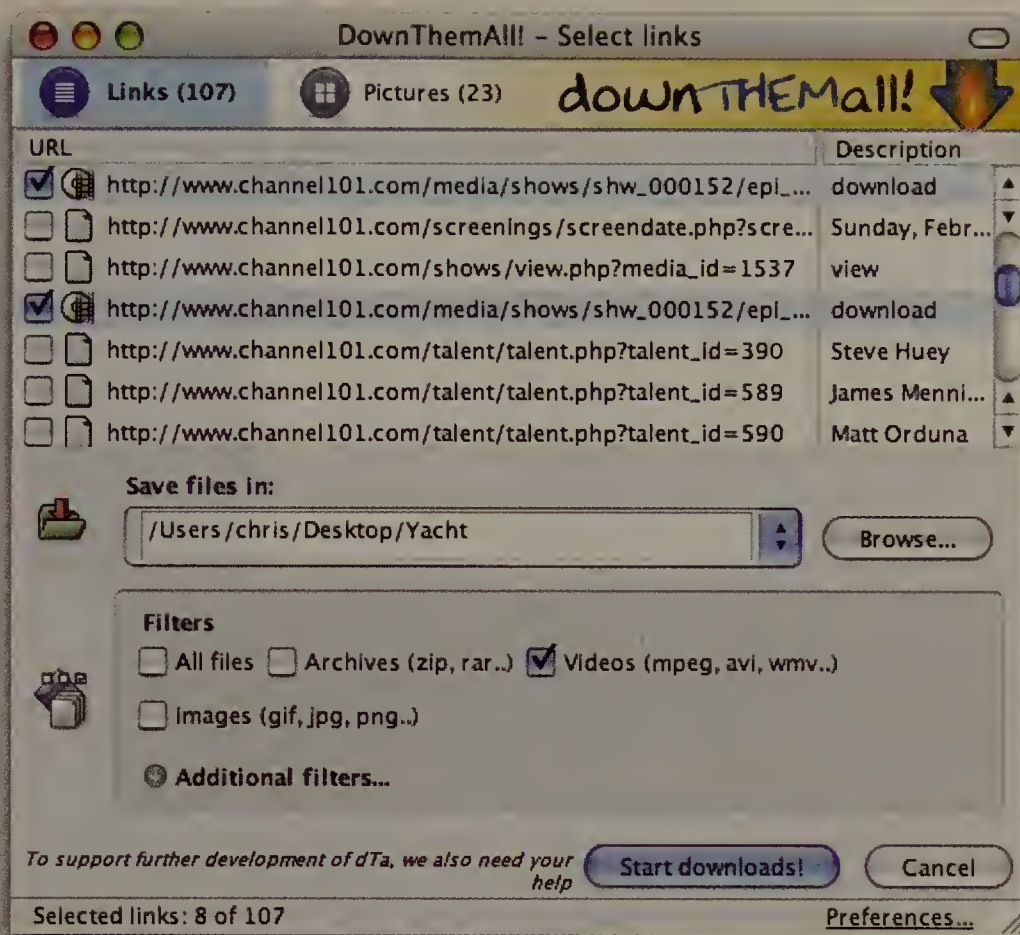 DownThemAll! – Select links
Links (107) Pictures (23) downTHEMall!
URL Description
http://www.channel101.com/media/shows/shw_000152/epi_... download
http://www.channel101.com/screenings/screendate.php?scre... Sunday, Febr...
http://www.channel101.com/shows/view.php?media_id=1537 view
http://www.channel101.com/media/shows/shw_000152/epi_... download
http://www.channel101.com/talent/talent.php?talent_id=390 Steve Huey
http://www.channel101.com/talent/talent.php?talent_id=589 James Menni...
http://www.channel101.com/talent/talent.php?talent_id=590 Matt Orduna
Save files in:
/Users/chris/Desktop/Yacht Browse...
Filters
All files Archives (zip, rar..) Videos (mpeg, avi, wmv..)
Images (gif, jpg, png..)
Additional filters...
To support further development of dTa, we also need your
help
Start downloads! Cancel
Selected links: 8 of 107 Preferences...